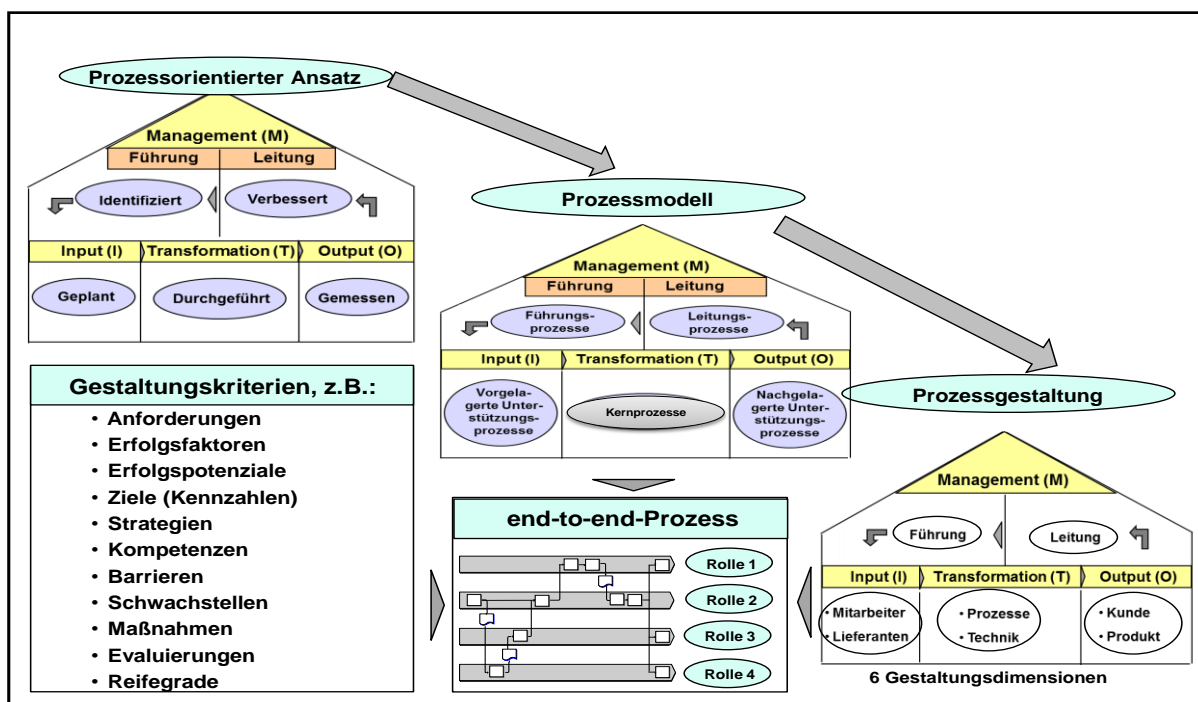 Prozessorientierter Ansatz
Management (M)
Führung Leitung
Identifiziert Verbessert
Input (I) Transformation (T) Output (O)
Geplant Durchgeführt Gemessen
Prozessmodell
Management (M)
Führung Leitung
Führungs-
prozesse
Leitungs-
prozesse
Input (I) Transformation (T) Output (O)
Vorgela-
gerte Unter-
stützungs-
prozesse
Kernprozesse
Nachgela-
gerte Unter-
stützungs-
prozesse
Prozessgestaltung
Management (M)
Führung Leitung
Input (I) Transformation (T) Output (O)
• Mitarbeiter
• Lieferanten
• Prozesse
• Technik
• Kunde
• Produkt
6 Gestaltungsdimensionen
Gestaltungskriterien, z.B.:
• Anforderungen
• Erfolgsfaktoren
• Erfolgspotenziale
• Ziele (Kennzahlen)
• Strategien
• Kompetenzen
• Barrieren
• Schwachstellen
• Maßnahmen
• Evaluierungen
• Reifegrade
end-to-end-Prozess
Rolle 1
Rolle 2
Rolle 3
Rolle 4